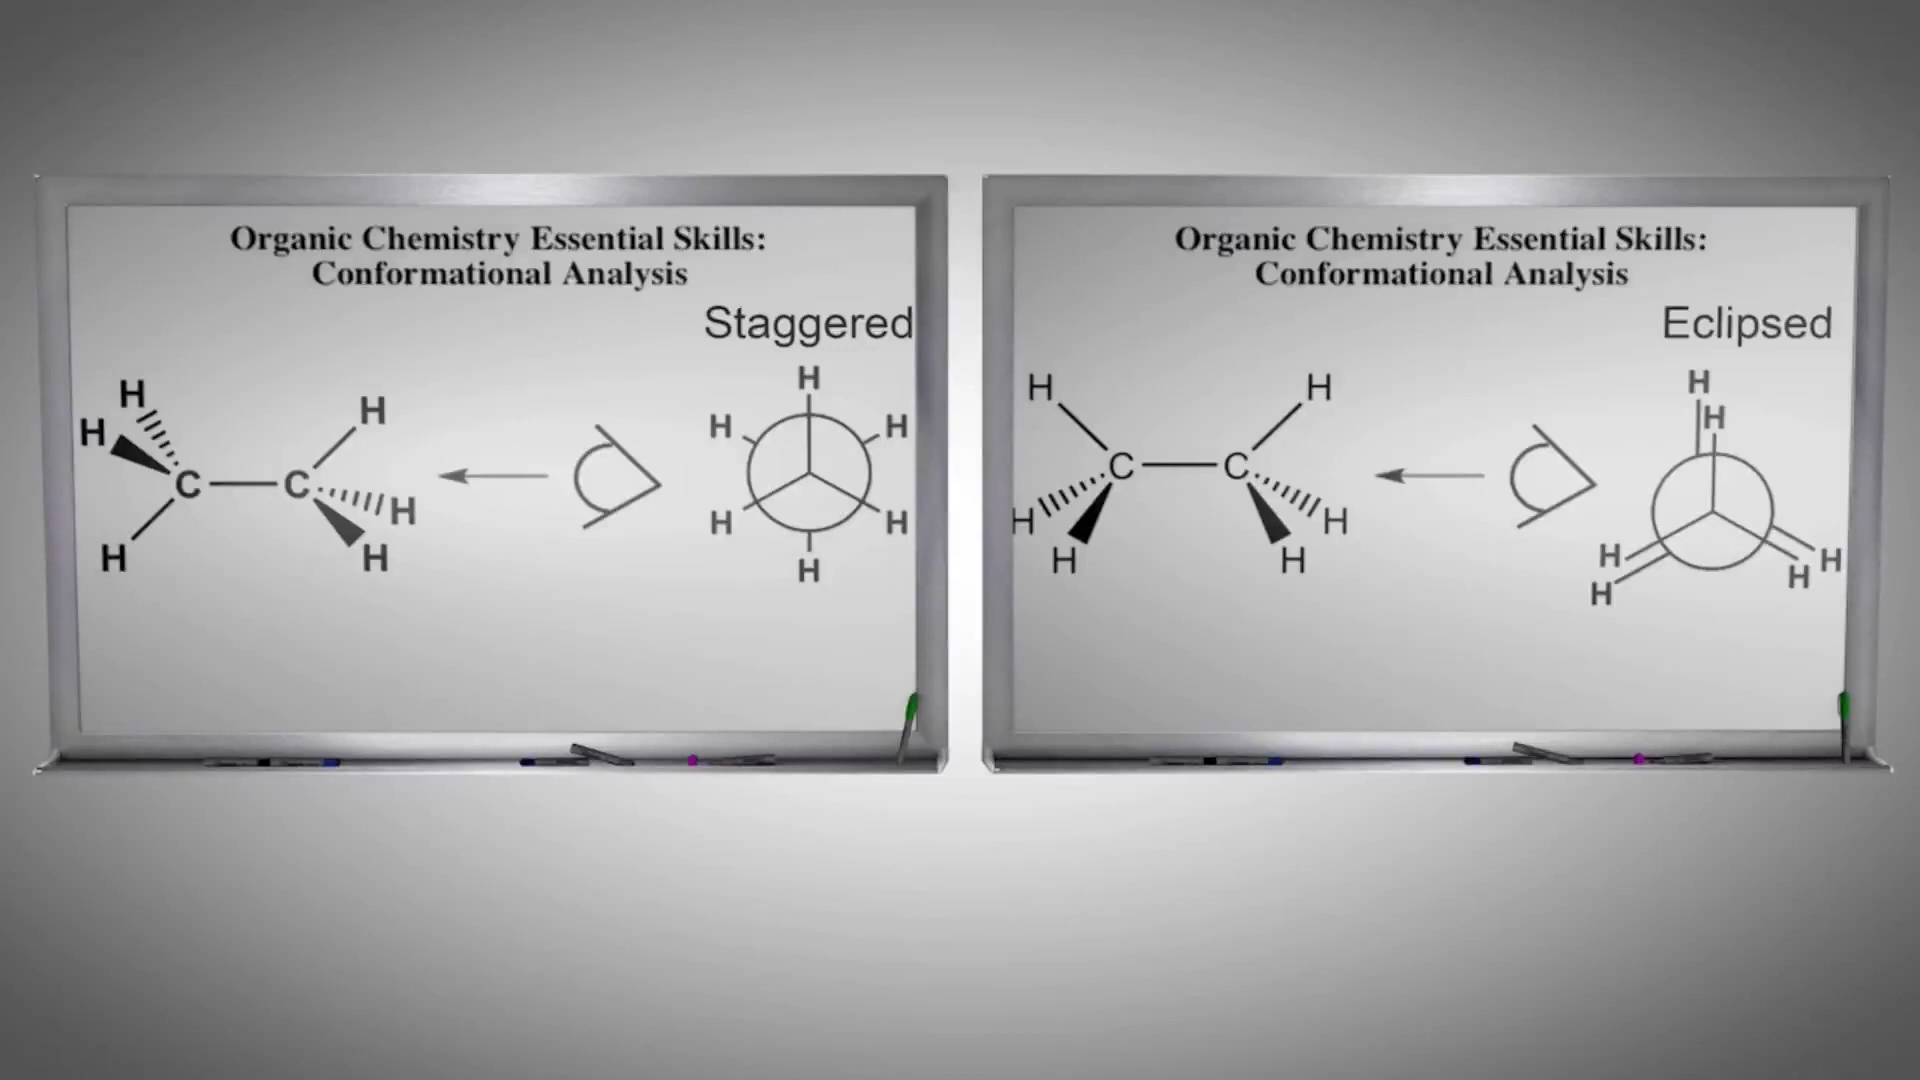 Organic Chemistry Essential Skills:
Conformational Analysis
Staggered
H
H
H
H
H
H
H
C
C
H
H
H
H
H
H
H
Organic Chemistry Essential Skills:
Conformational Analysis
Eclipsed
H
H
H
H
C
C
H
H
H
H
H
H
H
H
H
H